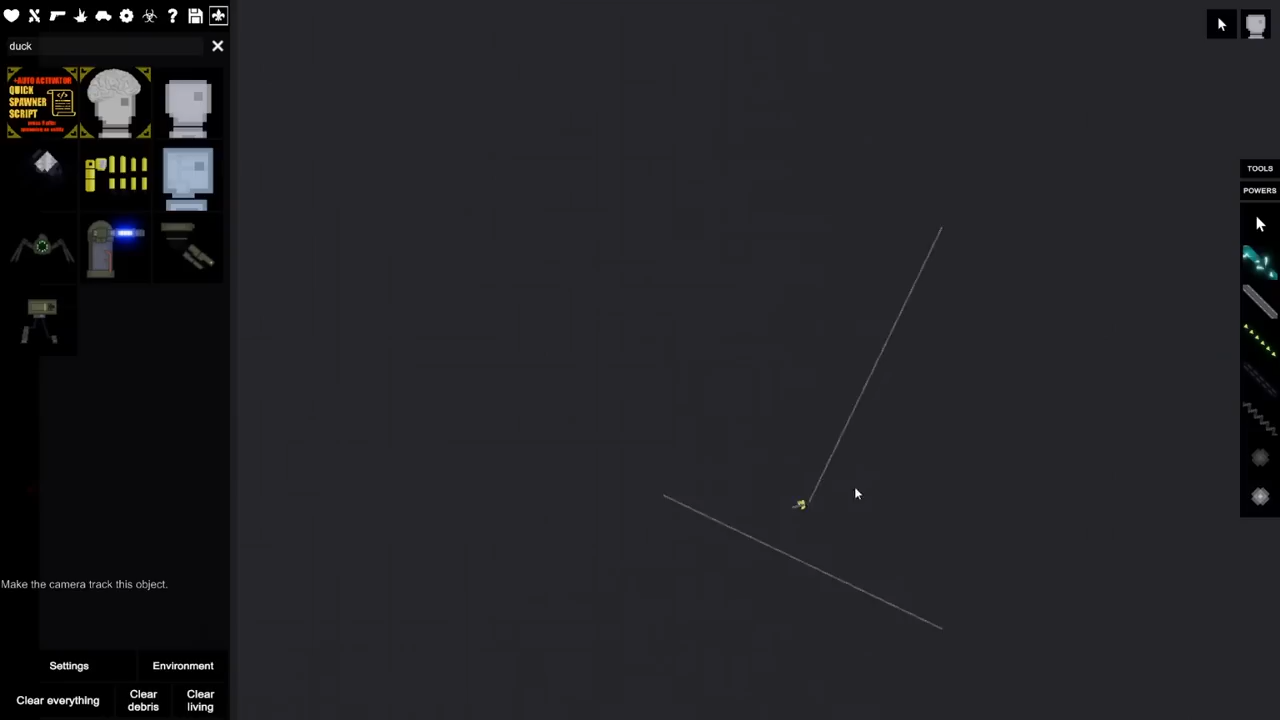 duck
+AUTO ACTIVATOR
QUICK
SPAWNER
SCRIPT
TOOLS
POWERS
Make the camera track this object.
Settings
Environment
Clear everything
Clear debris
Clear living